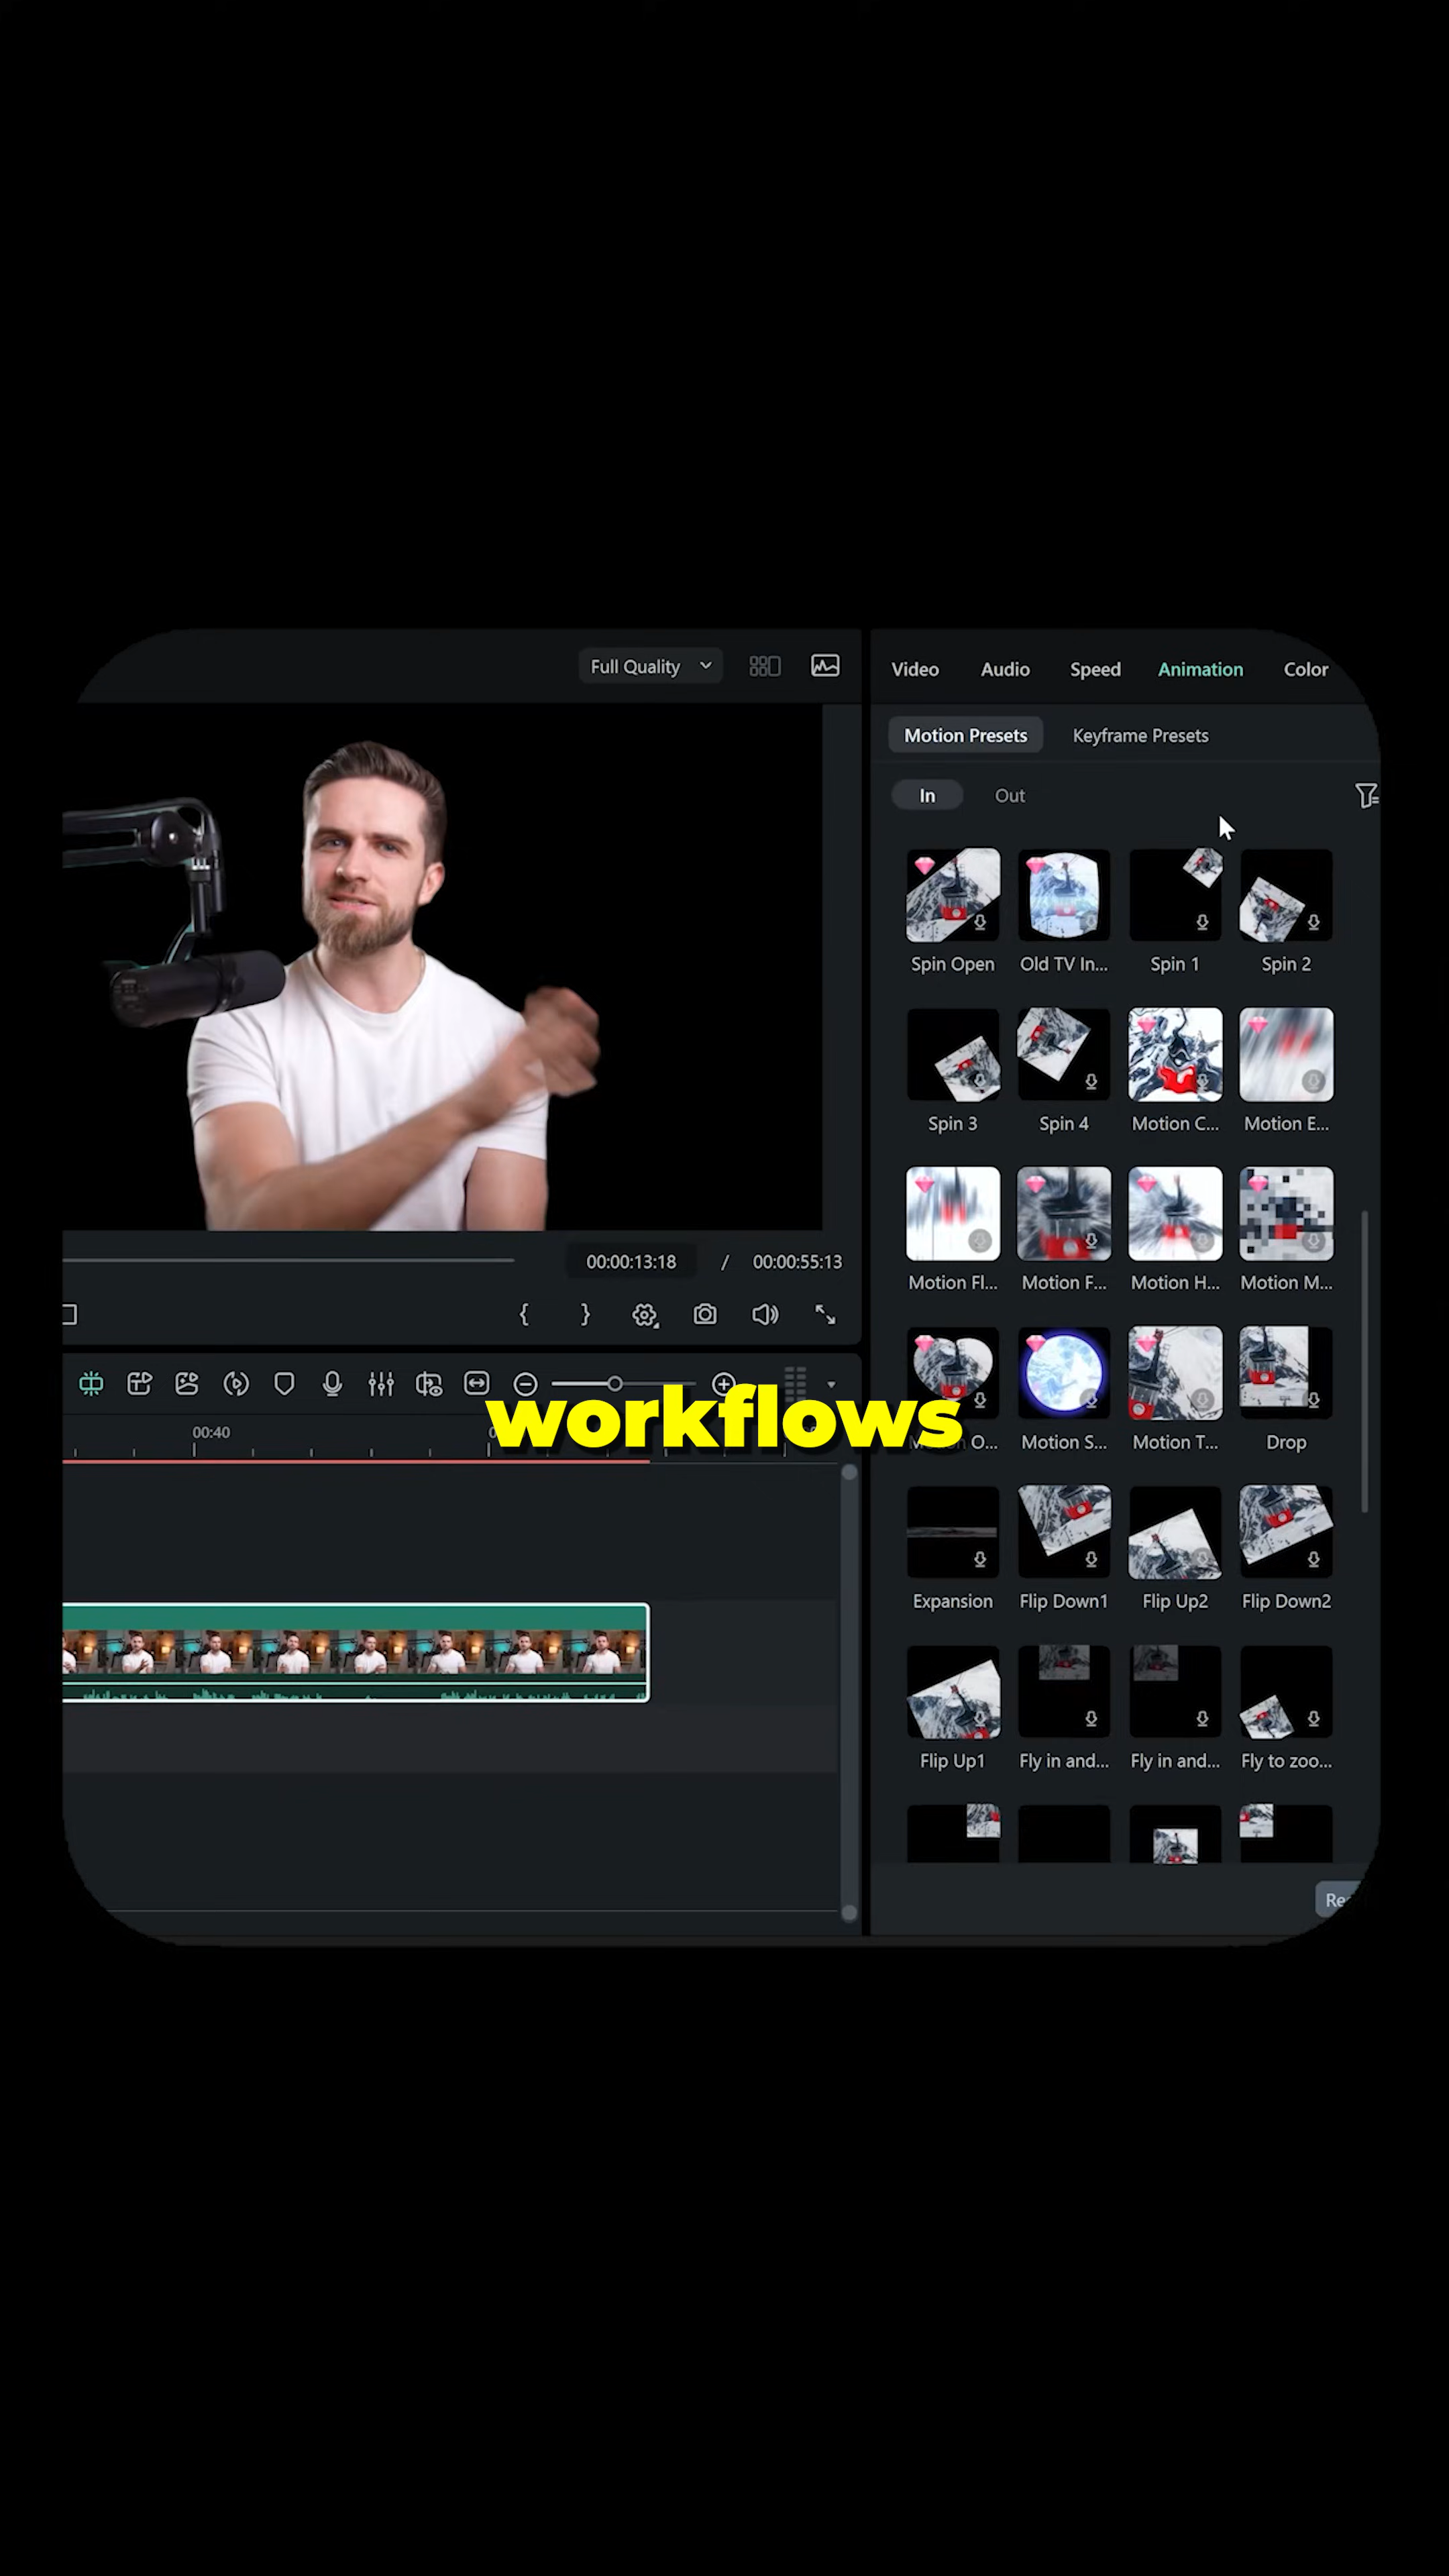 Full Quality
Video Audio Speed Animation Color
Motion Presets Keyframe Presets
In Out
Spin Open Old TV In... Spin 1 Spin 2
Spin 3 Spin 4 Motion C... Motion E...
Motion Fl... Motion F... Motion H... Motion M...
00:00:13:18 / 00:00:55:13
O... Motion S... Motion T... Drop
00:40
workflows
Expansion Flip Down1 Flip Up2 Flip Down2
Flip Up1 Fly in and... Fly in and... Fly to zoo...